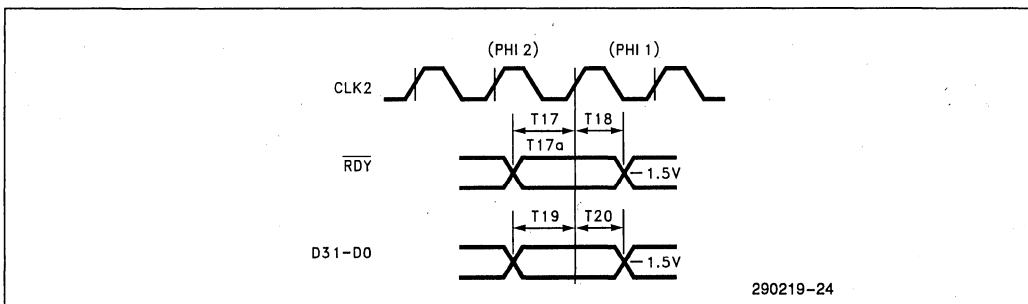 (PHI 2) (PHI 1)
CLK2
T17 T18
T17a
RDY
1.5V
T19 T20
D31-D0
1.5V
290219-24